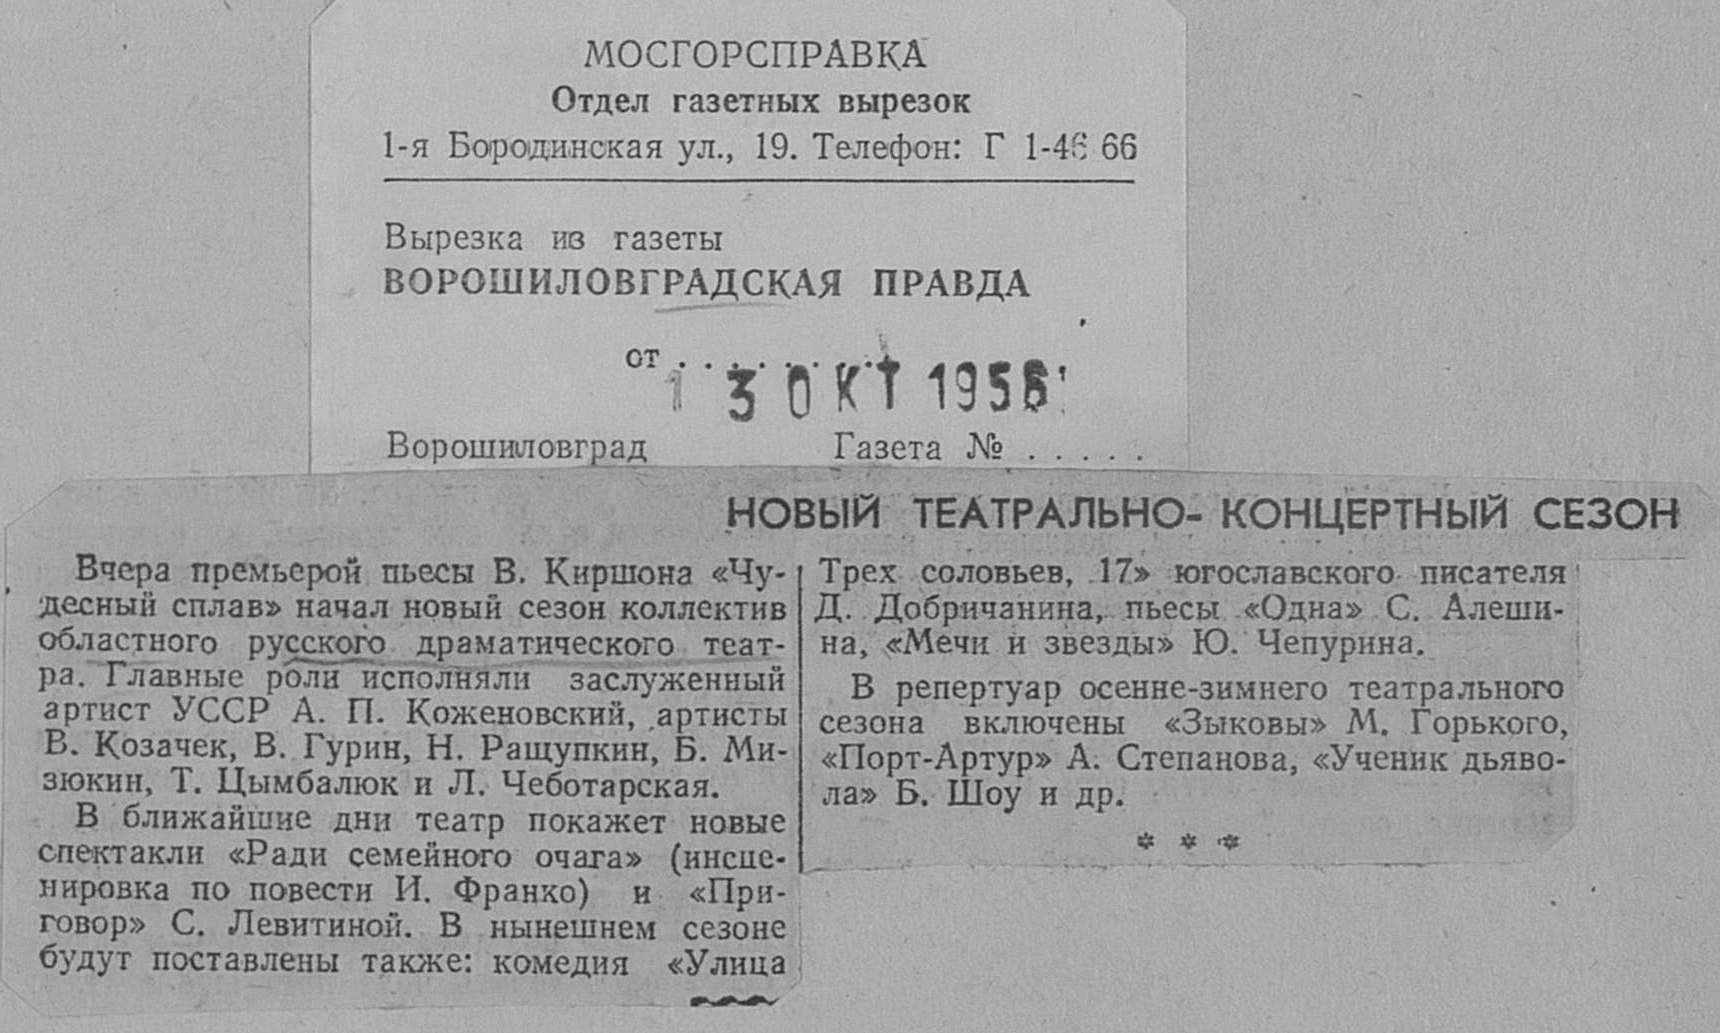 МОСГОРСПРАВКА
Отдел газетных вырезок
1-я Бородинская ул., 19. Телефон: Г 1-46 66
Вырезка из газеты
ВОРОШИЛОВГРАДСКАЯ ПРАВДА
от . . . . . . . .
1 3 ОКТ 1956
Ворошиловград Газета № . . . . .
НОВЫЙ ТЕАТРАЛЬНО-КОНЦЕРТНЫЙ СЕЗОН
Вчера премьерой пьесы В. Киршона «Чу-
десный сплав» начал новый сезон коллектив
областного русского драматического теат-
ра. Главные роли исполняли заслуженный
артист УССР А. П. Коженовский, артисты
В. Козачек, В. Гурин, Н. Ращупкин, Б. Ми-
зюкин, Т. Цымбалюк и Л. Чеботарская.
В ближайшие дни театр покажет новые
спектакли «Ради семейного очага» (инсце-
нировка по повести И. Франко) и «При-
говор» С. Левитиной. В нынешнем сезоне
будут поставлены также: комедия «Улица
Трех соловьев, 17» югославского писателя
Д. Добричанина, пьесы «Одна» С. Алеши-
на, «Мечи и звезды» Ю. Чепурина.
В репертуар осенне-зимнего театрального
сезона включены «Зыковы» М. Горького,
«Порт-Артур» А. Степанова, «Ученик дьяво-
ла» Б. Шоу и др.
* * *